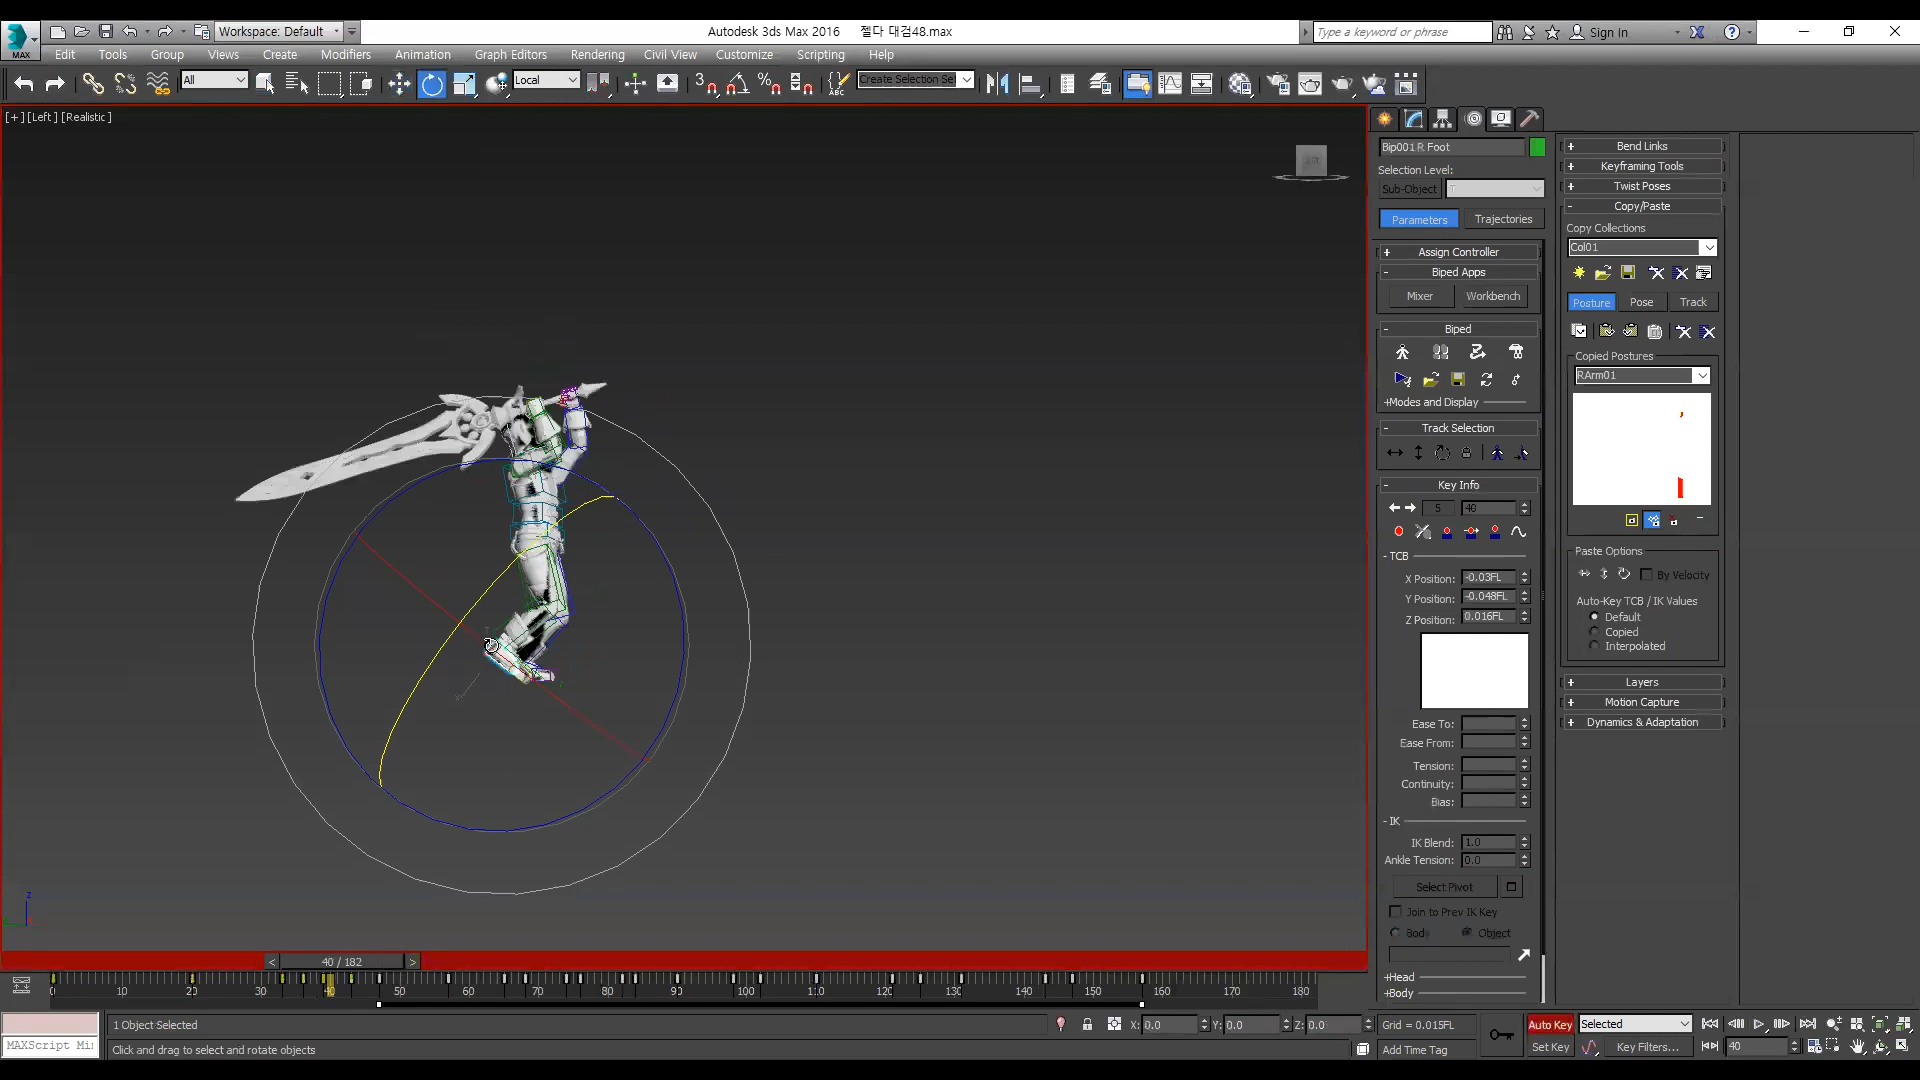 Workspace: Default
Autodesk 3ds Max 2016 젤다 대검48.max
Type a keyword or phrase
Sign In
MAX
Edit Tools Group Views Create Modifiers Animation Graph Editors Rendering Civil View Customize Scripting Help
All
Local
Create Selection Se
[+] [Left] [Realistic]
Bip001 R Foot
Selection Level:
Sub-Object
Parameters Trajectories
+ Assign Controller
- Biped Apps
Mixer Workbench
- Biped
+Modes and Display
- Track Selection
- Key Info
5 40
- TCB
X Position: -0.03FL
Y Position: -0.048FL
Z Position: 0.016FL
Ease To:
Ease From:
Tension:
Continuity:
Bias:
- IK
IK Blend: 1.0
Ankle Tension: 0.0
Select Pivot
Join to Prev IK Key
Body Object
+Head
+Body
+ Bend Links
+ Keyframing Tools
+ Twist Poses
- Copy/Paste
Copy Collections
Col01
Posture Pose Track
Copied Postures
RArm01
Paste Options
By Velocity
Auto-Key TCB / IK Values
Default
Copied
Interpolated
+ Layers
+ Motion Capture
+ Dynamics & Adaptation
z
< 40 / 182 >
0 10 20 30 40 50 60 70 80 90 100 110 120 130 140 150 160 170 180
1 Object Selected
X: 0.0 Y: 0.0 Z: 0.0
Grid = 0.015FL
Auto Key Selected
MAXScript Mi
Click and drag to select and rotate objects
Add Time Tag
Set Key Key Filters... 40